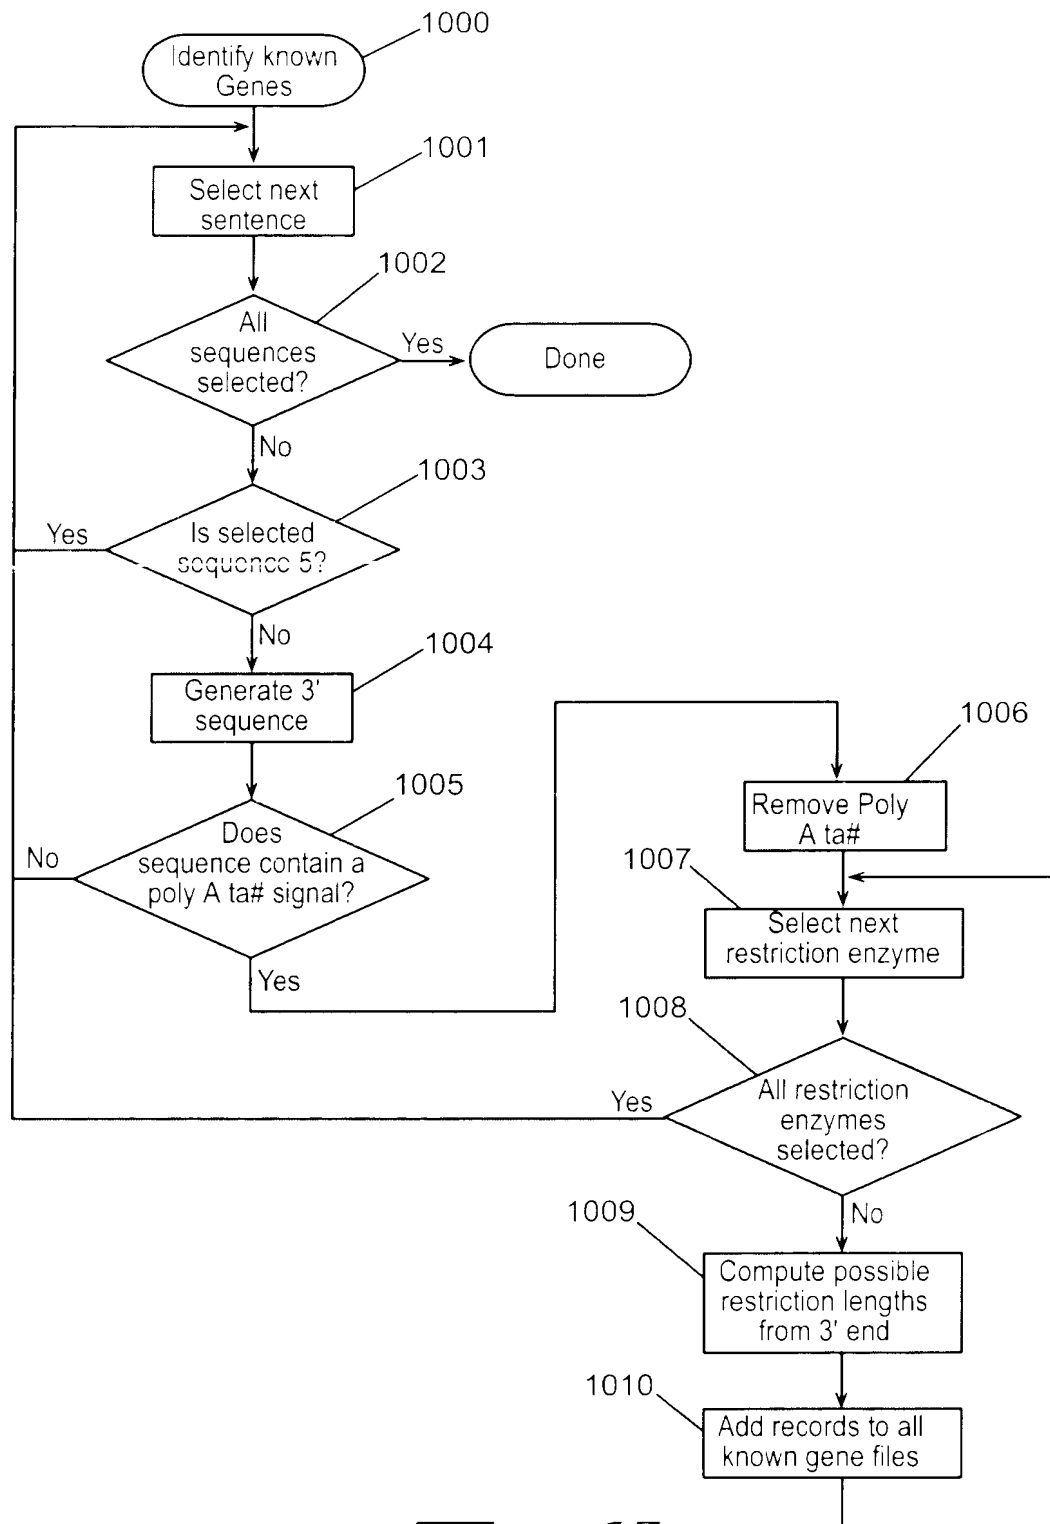 1000
Identify known
Genes
1001
Select next
sentence
1002
All
sequences
selected?
Yes
Done
No
1003
Yes
Is selected
sequence 5?
No
1004
Generate 3'
sequence
1005
No
Does
sequence contain a
poly A ta# signal?
Yes
1006
Remove Poly
A ta#
1007
Select next
restriction enzyme
1008
Yes
All restriction
enzymes
selected?
No
1009
Compute possible
restriction lengths
from 3' end
1010
Add records to all
known gene files